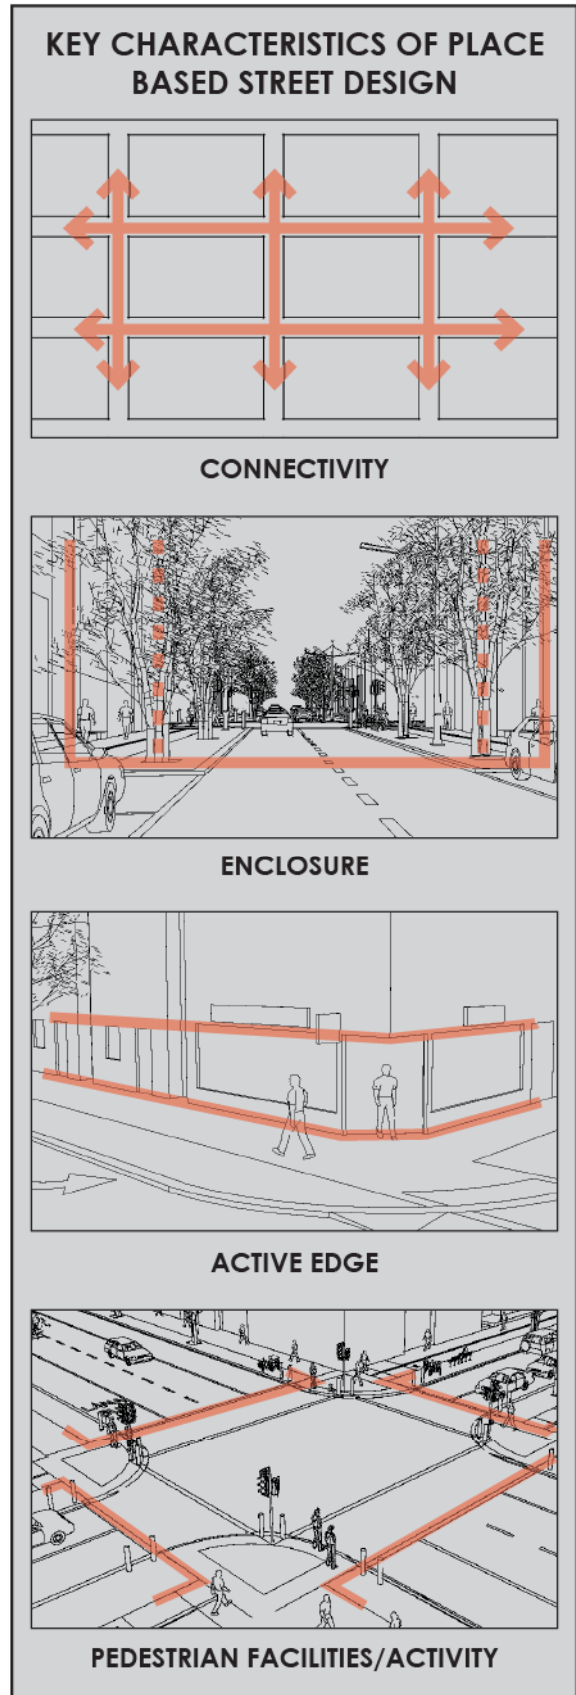 KEY CHARACTERISTICS OF PLACE
BASED STREET DESIGN
CONNECTIVITY
ENCLOSURE
ACTIVE EDGE
PEDESTRIAN FACILITIES/ACTIVITY